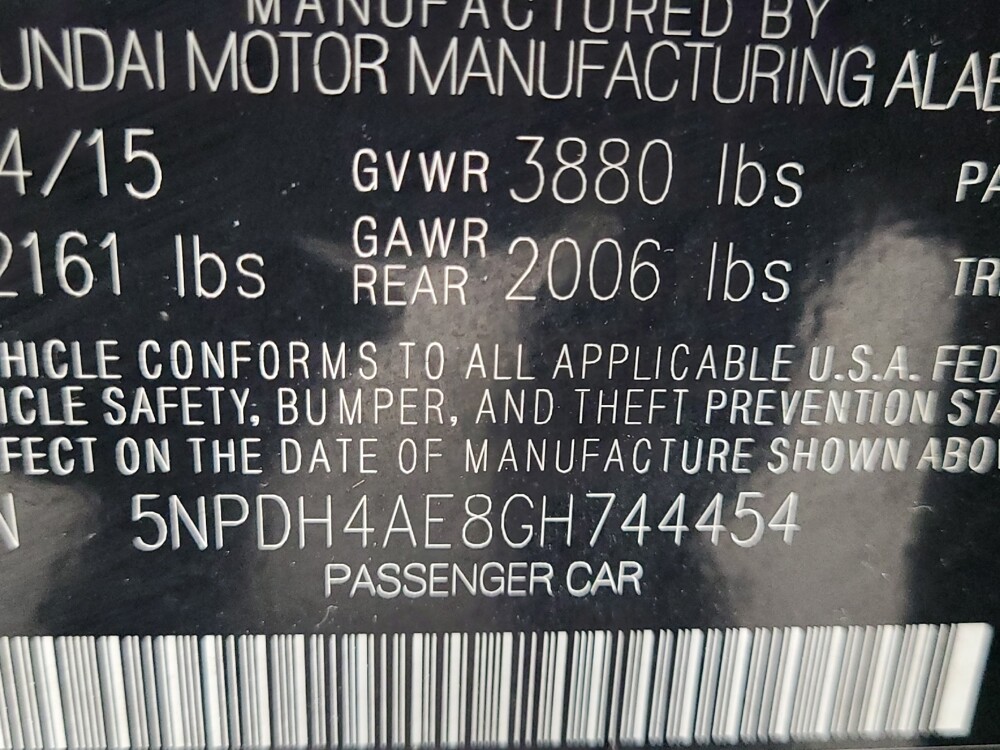 MANUFACTURED BY
UNDAI MOTOR MANUFACTURING ALAB
4/15 GVWR 3880 lbs PA
2161 lbs GAWR REAR 2006 lbs TR
HICLE CONFORMS TO ALL APPLICABLE U.S.A. FED
ICLE SAFETY, BUMPER, AND THEFT PREVENTION STA
FECT ON THE DATE OF MANUFACTURE SHOWN ABO
N 5NPDH4AE8GH744454
PASSENGER CAR